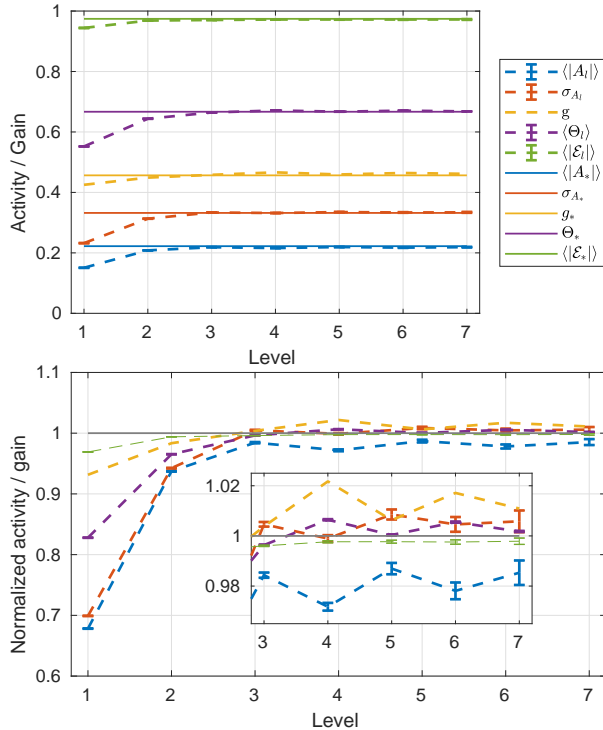 Activity / Gain
1
0.8
0.6
0.4
0.2
0
1 2 3 4 5 6 7
Level
⟨|A_l|⟩
σ_{A_l}
g
⟨Θ_l⟩
⟨|ℰ_l|⟩
⟨|A_*|⟩
σ_{A_*}
g_*
Θ_*
⟨|ℰ_*|⟩
Normalized activity / gain
1.1
1
0.9
0.8
0.7
0.6
1.02
1
0.98
3 4 5 6 7
1 2 3 4 5 6 7
Level